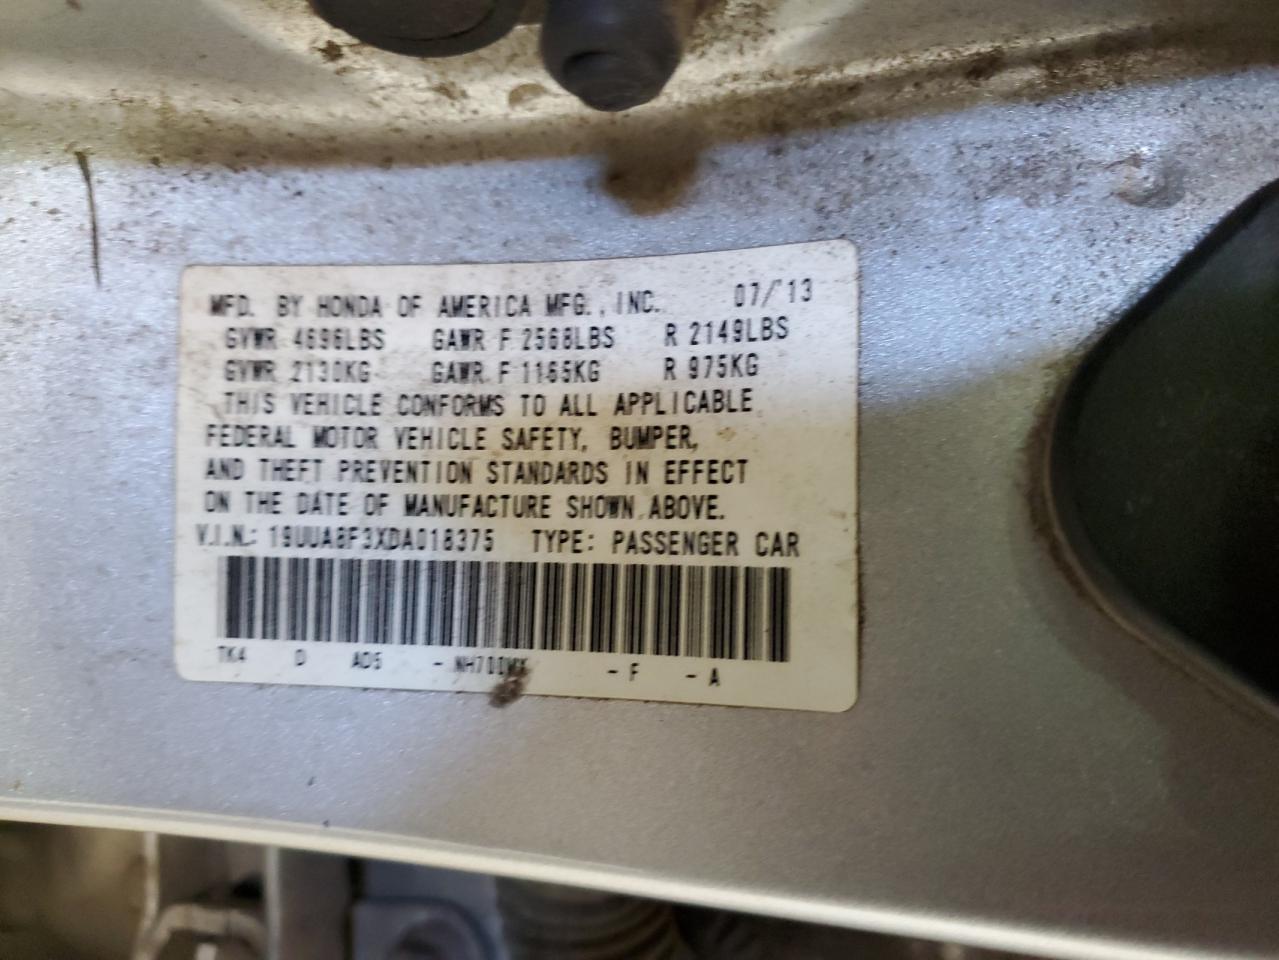 MFD. BY HONDA OF AMERICA MFG., INC. 07/13
GVWR 4696LBS GAWR F 2568LBS R 2149LBS
GVWR 2130KG GAWR F 1165KG R 975KG
THIS VEHICLE CONFORMS TO ALL APPLICABLE
FEDERAL MOTOR VEHICLE SAFETY, BUMPER,
AND THEFT PREVENTION STANDARDS IN EFFECT
ON THE DATE OF MANUFACTURE SHOWN ABOVE.
V.I.N.: 19UUA8F3XDA018375 TYPE: PASSENGER CAR
TK4 D A05 - NH700MX - F - A